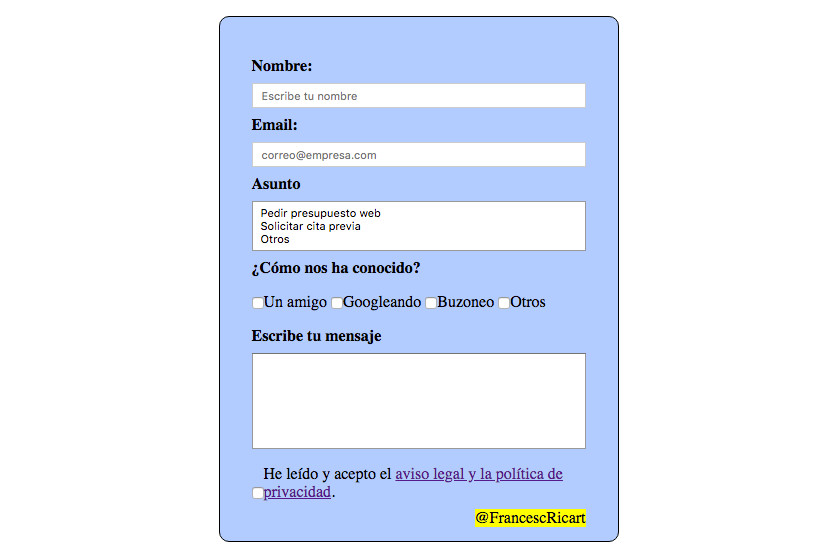 Nombre:
Escribe tu nombre
Email:
correo@empresa.com
Asunto
Pedir presupuesto web
Solicitar cita previa
Otros
¿Cómo nos ha conocido?
Un amigo Googleando Buzoneo Otros
Escribe tu mensaje
He leído y acepto el aviso legal y la política de
privacidad.
@FrancescRicart